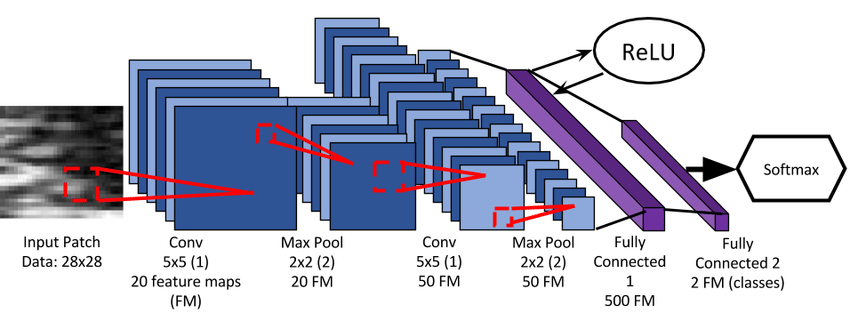 ReLU
Softmax
Input Patch
Data: 28x28
Conv
5x5 (1)
20 feature maps
(FM)
Max Pool
2x2 (2)
20 FM
Conv
5x5 (1)
50 FM
Max Pool
2x2 (2)
50 FM
Fully
Connected
1
500 FM
Fully
Connected 2
2 FM (classes)